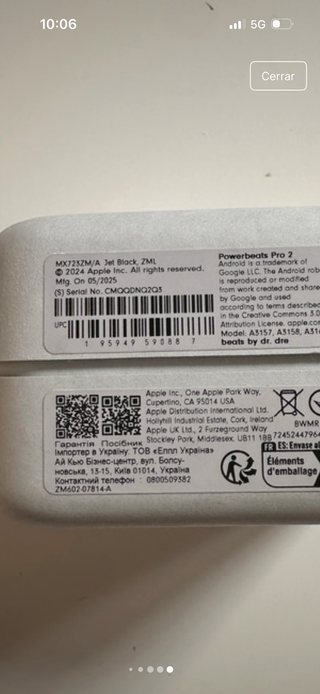 10:06
5G
Cerrar
MX723ZM/A Jet Black, ZML
© 2024 Apple Inc. All rights reserved.
Mfg. On 05/2025
(S) Serial No. CMQQDNQ2Q3
UPC
1 95949 59088 7
Powerbeats Pro 2
Android is a trademark of
Google LLC. The Android rob
is reproduced or modified
from work created and share
by Google and used
according to terms described
in the Creative Commons 3.0
Attribution License. apple.co
Model: A3157, A3158, A31
beats by dr. dre
Гарантія Посібник
Apple Inc., One Apple Park Way,
Cupertino, CA 95014 USA
Apple Distribution International Ltd.
Hollyhill Industrial Estate, Cork, Ireland
Apple UK Ltd., 2 Furzeground Way
Stockley Park, Middlesex, UB11 1BB
BWMR
724524479
Імпортер в Україну: ТОВ «Еппл Україна»
Ай Кью Бізнес-центр, вул. Болсу-
новська, 13-15, Київ 01014, Україна
Контактний телефон : 0800509382
ZM602-07814-A
FR ES: Envase a
Éléments
d'emballage